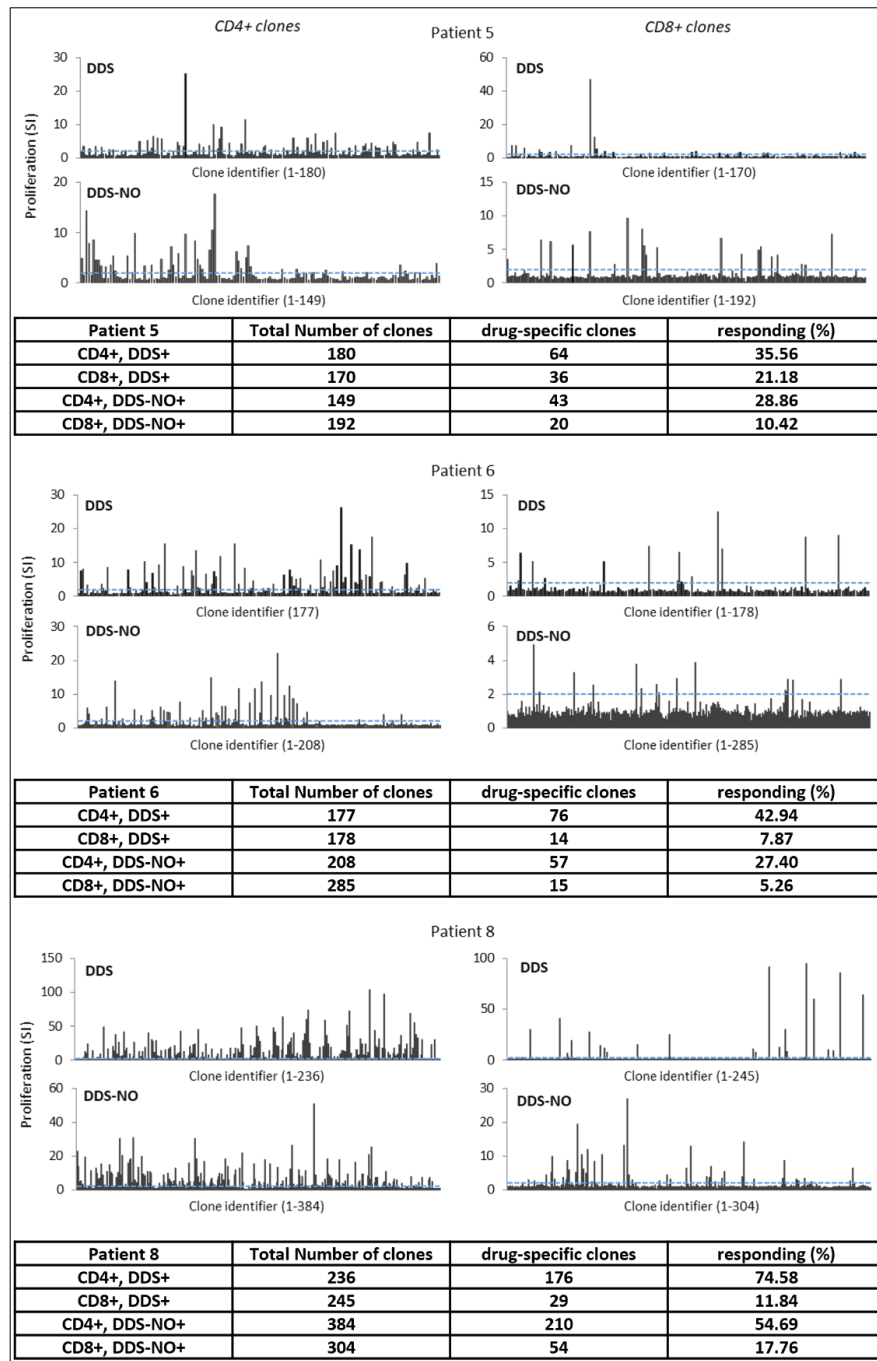 CD4+ clones Patient 5 CD8+ clones
Proliferation (SI)
30
20
10
0
DDS
Clone identifier (1-180)
60
40
20
0
DDS
Clone identifier (1-170)
20
10
0
DDS-NO
Clone identifier (1-149)
15
10
5
0
DDS-NO
Clone identifier (1-192)
Patient 5 Total Number of clones drug-specific clones responding (%)
CD4+, DDS+ 180 64 35.56
CD8+, DDS+ 170 36 21.18
CD4+, DDS-NO+ 149 43 28.86
CD8+, DDS-NO+ 192 20 10.42
Patient 6
Proliferation (SI)
30
20
10
0
DDS
Clone identifier (177)
15
10
5
0
DDS
Clone identifier (1-178)
30
20
10
0
DDS-NO
Clone identifier (1-208)
6
4
2
0
DDS-NO
Clone identifier (1-285)
Patient 6 Total Number of clones drug-specific clones responding (%)
CD4+, DDS+ 177 76 42.94
CD8+, DDS+ 178 14 7.87
CD4+, DDS-NO+ 208 57 27.40
CD8+, DDS-NO+ 285 15 5.26
Patient 8
Proliferation (SI)
150
100
50
0
DDS
Clone identifier (1-236)
100
50
0
DDS
Clone identifier (1-245)
60
40
20
0
DDS-NO
Clone identifier (1-384)
30
20
10
0
DDS-NO
Clone identifier (1-304)
Patient 8 Total Number of clones drug-specific clones responding (%)
CD4+, DDS+ 236 176 74.58
CD8+, DDS+ 245 29 11.84
CD4+, DDS-NO+ 384 210 54.69
CD8+, DDS-NO+ 304 54 17.76